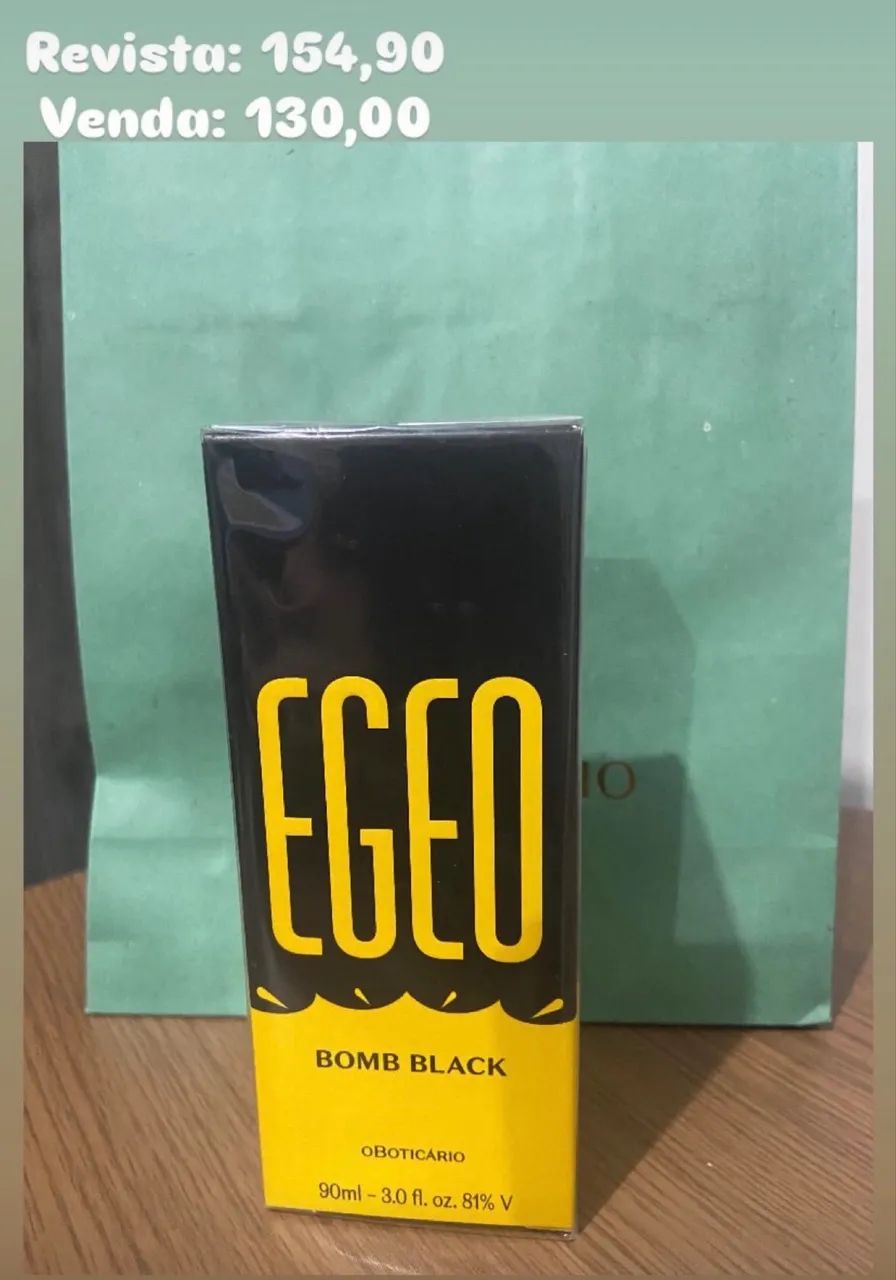 Revista: 154,90
Venda: 130,00
EGEO
BOMB BLACK
oBOTICÁRIO
90ml - 3.0 fl. oz. 81% V